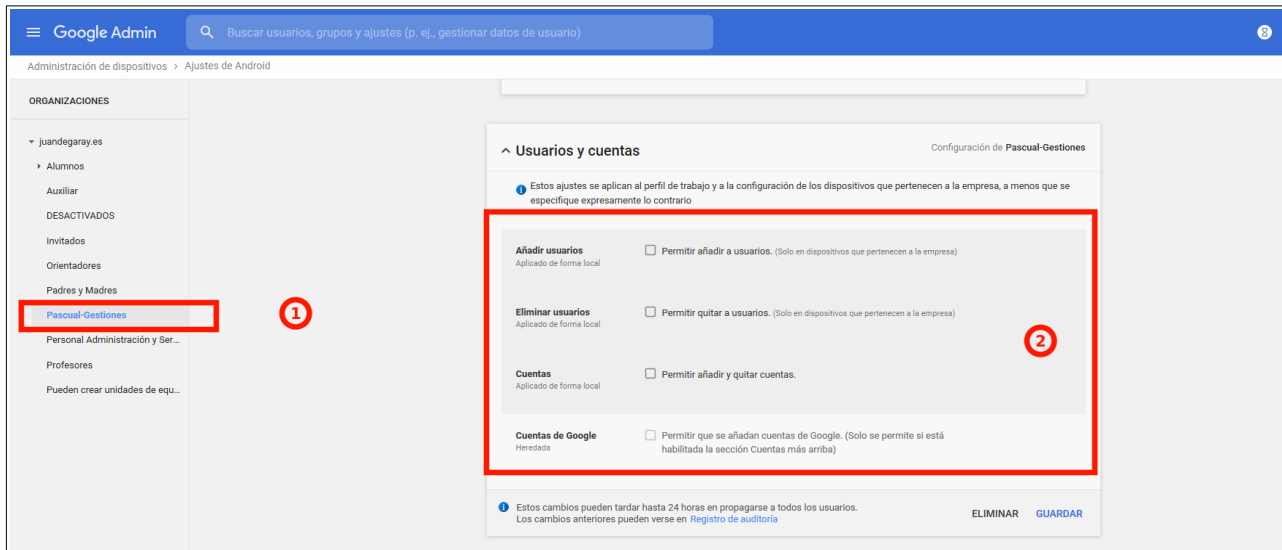 Google Admin
Buscar usuarios, grupos y ajustes (p. ej., gestionar datos de usuario)
Administración de dispositivos > Ajustes de Android
ORGANIZACIONES
juandegaray.es
Alumnos
Auxiliar
DESACTIVADOS
Invitados
Orientadores
Padres y Madres
Pascual-Gestiones
Personal Administración y Ser...
Profesores
Pueden crear unidades de equ...
1
Usuarios y cuentas
Configuración de Pascual-Gestiones
Estos ajustes se aplican al perfil de trabajo y a la configuración de los dispositivos que pertenecen a la empresa, a menos que se
especifique expresamente lo contrario
Añadir usuarios
Aplicado de forma local
Permitir añadir a usuarios. (Solo en dispositivos que pertenecen a la empresa)
Eliminar usuarios
Aplicado de forma local
Permitir quitar a usuarios. (Solo en dispositivos que pertenecen a la empresa)
2
Cuentas
Aplicado de forma local
Permitir añadir y quitar cuentas.
Cuentas de Google
Heredada
Permitir que se añadan cuentas de Google. (Solo se permite si está
habilitada la sección Cuentas más arriba)
Estos cambios pueden tardar hasta 24 horas en propagarse a todos los usuarios.
Los cambios anteriores pueden verse en Registro de auditoría
ELIMINAR GUARDAR